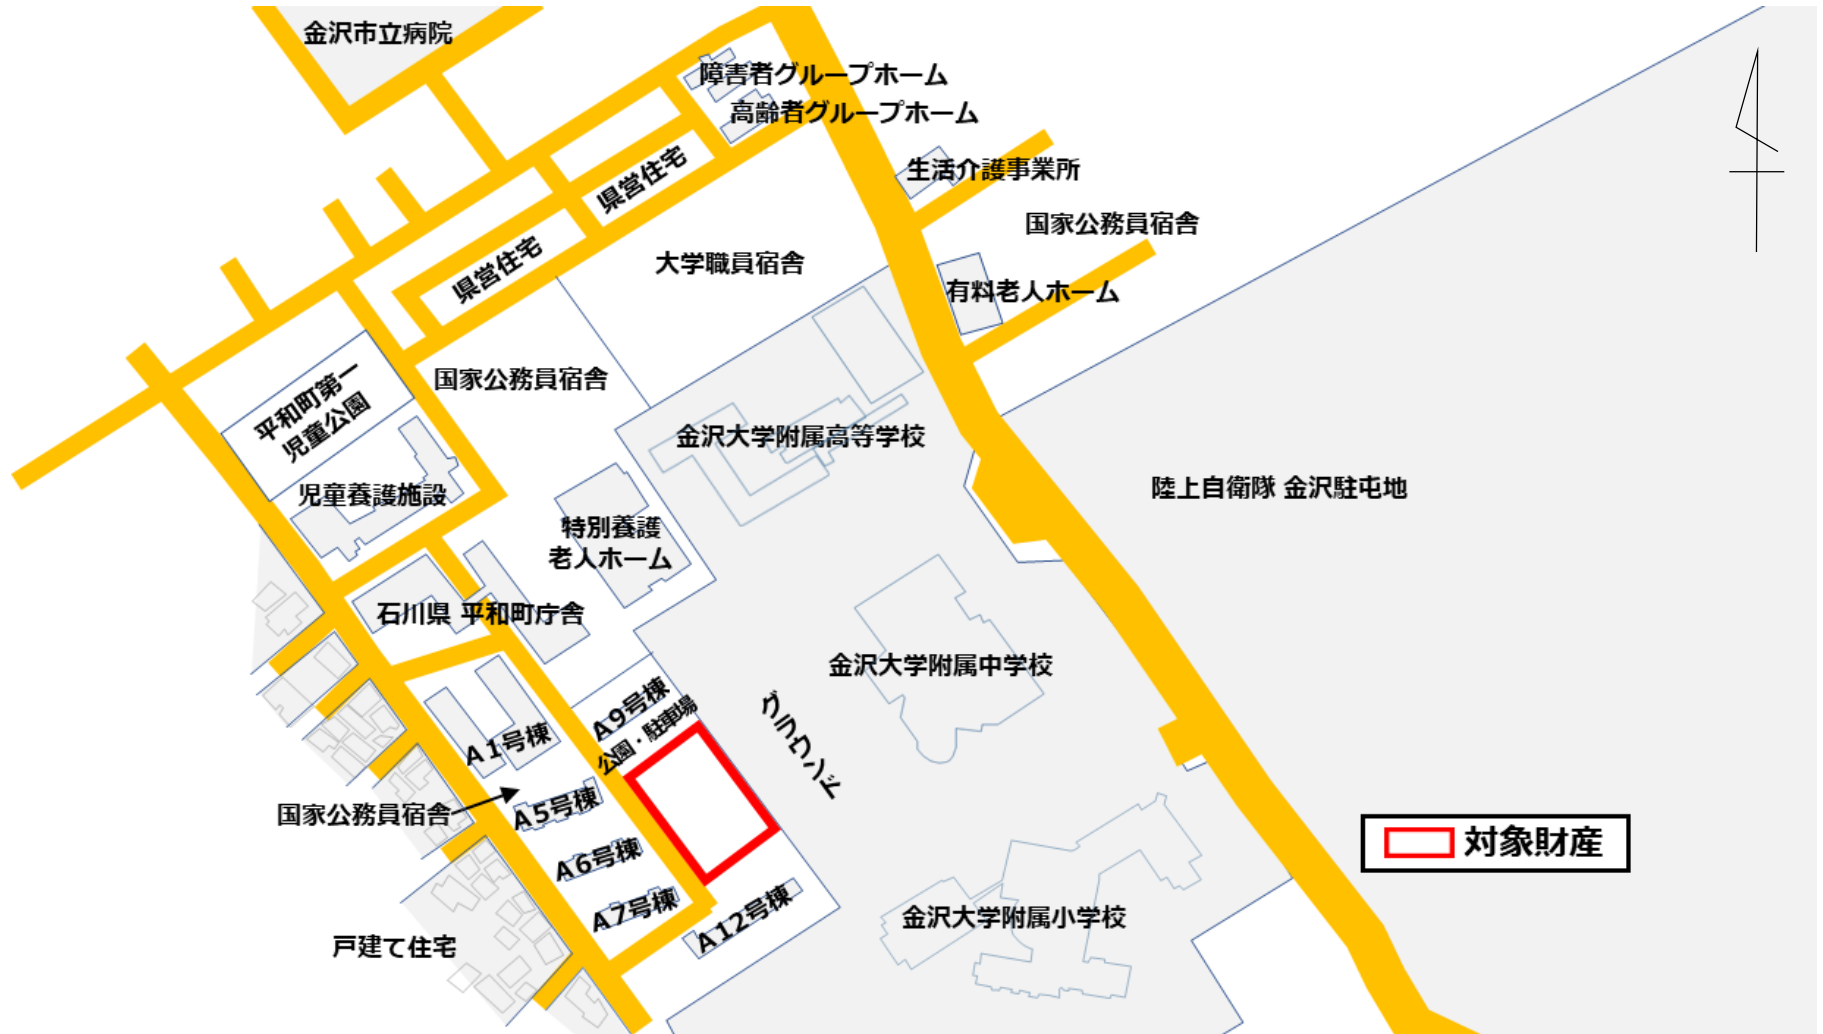 金沢市立病院
障害者グループホーム
高齢者グループホーム
県営住宅
生活介護事業所
国家公務員宿舎
県営住宅
大学職員宿舎
有料老人ホーム
国家公務員宿舎
平和町第一
児童公園
金沢大学附属高等学校
児童養護施設
陸上自衛隊 金沢駐屯地
特別養護
老人ホーム
石川県 平和町庁舎
金沢大学附属中学校
グラウンド
A9号棟
公園・駐車場
A1号棟
国家公務員宿舎
A5号棟
A6号棟
A7号棟
A12号棟
金沢大学附属小学校
戸建て住宅
対象財産